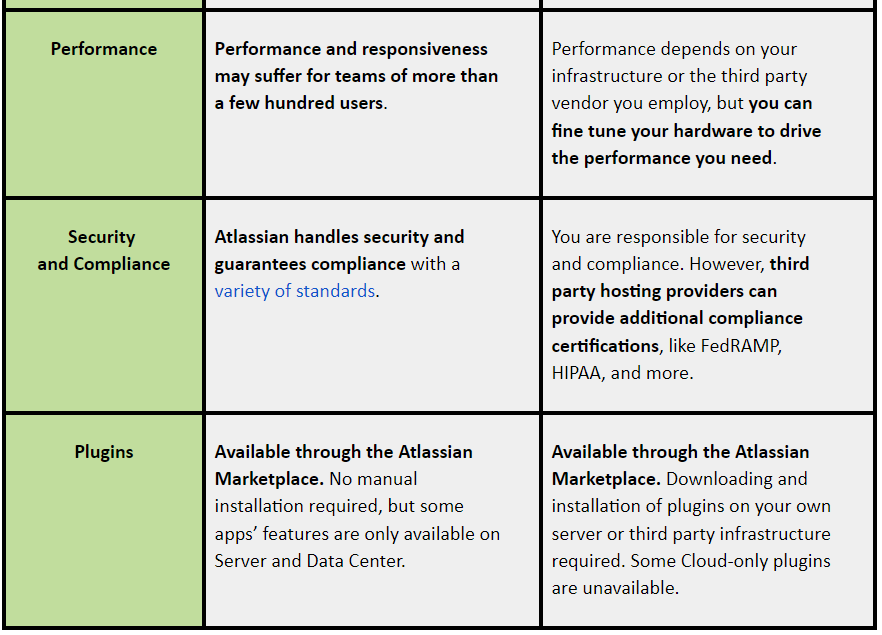 Performance
Performance and responsiveness
may suffer for teams of more than
a few hundred users.
Performance depends on your
infrastructure or the third party
vendor you employ, but you can
fine tune your hardware to drive
the performance you need.
Security
and Compliance
Atlassian handles security and
guarantees compliance with a
variety of standards.
You are responsible for security
and compliance. However, third
party hosting providers can
provide additional compliance
certifications, like FedRAMP,
HIPAA, and more.
Plugins
Available through the Atlassian
Marketplace. No manual
installation required, but some
apps’ features are only available on
Server and Data Center.
Available through the Atlassian
Marketplace. Downloading and
installation of plugins on your own
server or third party infrastructure
required. Some Cloud-only plugins
are unavailable.